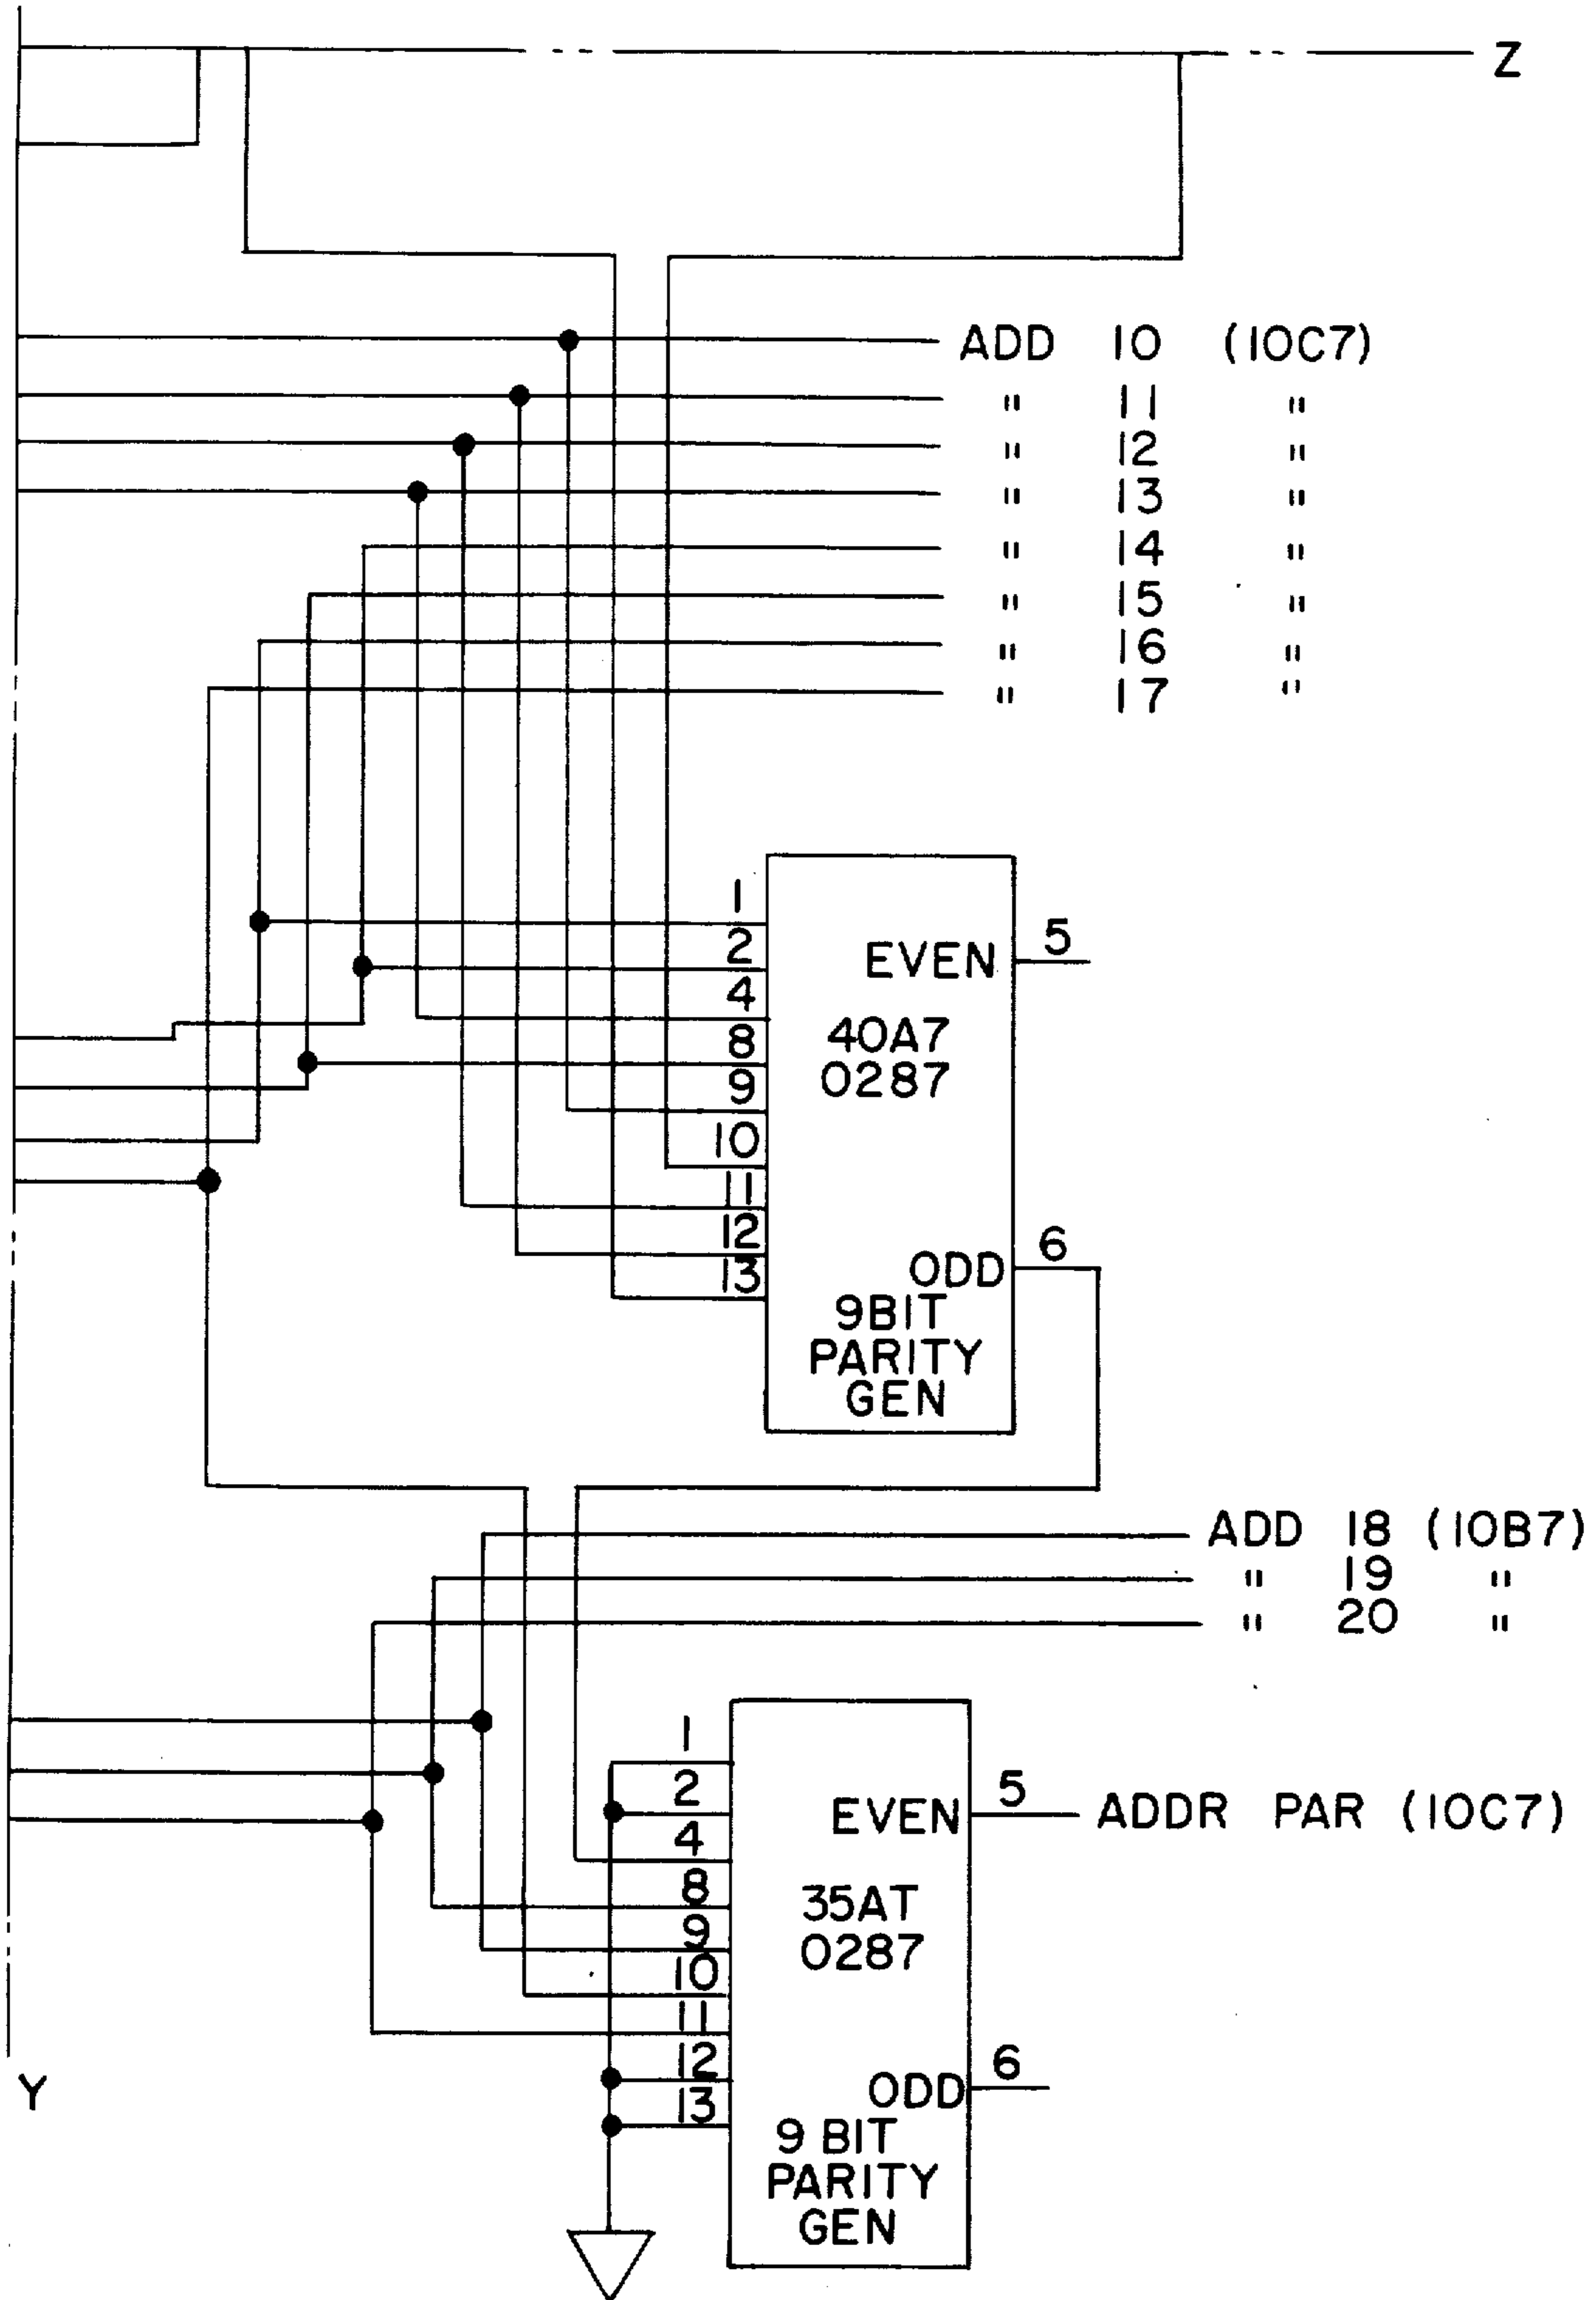 Z
ADD 10 (10C7)
" 11 "
" 12 "
" 13 "
" 14 "
" 15 "
" 16 "
" 17 "
1
2
4
8
9
10
11
12
13
EVEN 5
40A7
0287
ODD 6
9BIT
PARITY
GEN
ADD 18 (10B7)
" 19 "
" 20 "
1
2
4
8
9
10
11
12
13
EVEN 5 ADDR PAR (10C7)
35AT
0287
ODD 6
9 BIT
PARITY
GEN
Y